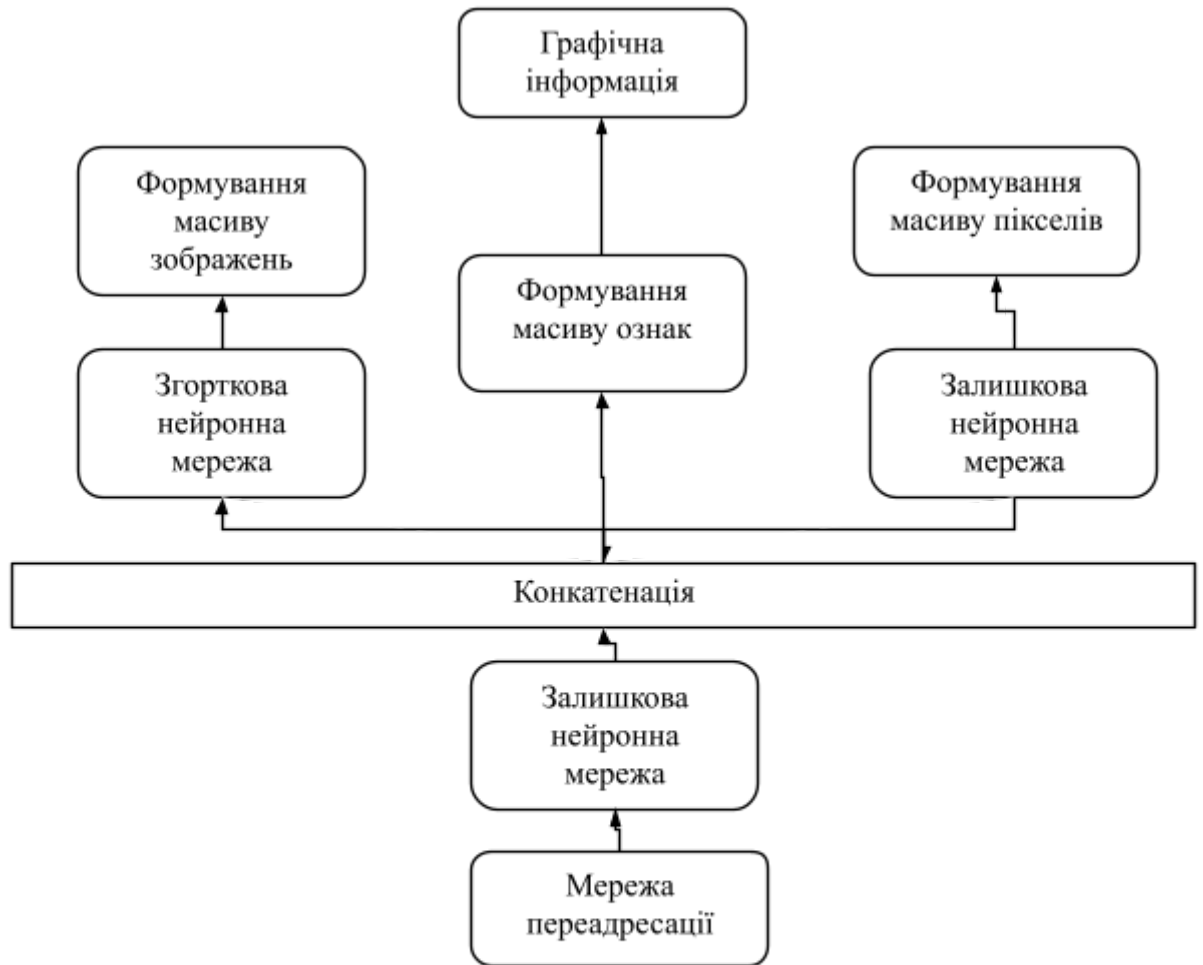 Графічна
інформація
Формування
масиву
зображень
Формування
масиву ознак
Формування
масиву пікселів
Згорткова
нейронна
мережа
Залишкова
нейронна
мережа
Конкатенація
Залишкова
нейронна
мережа
Мережа
переадресації